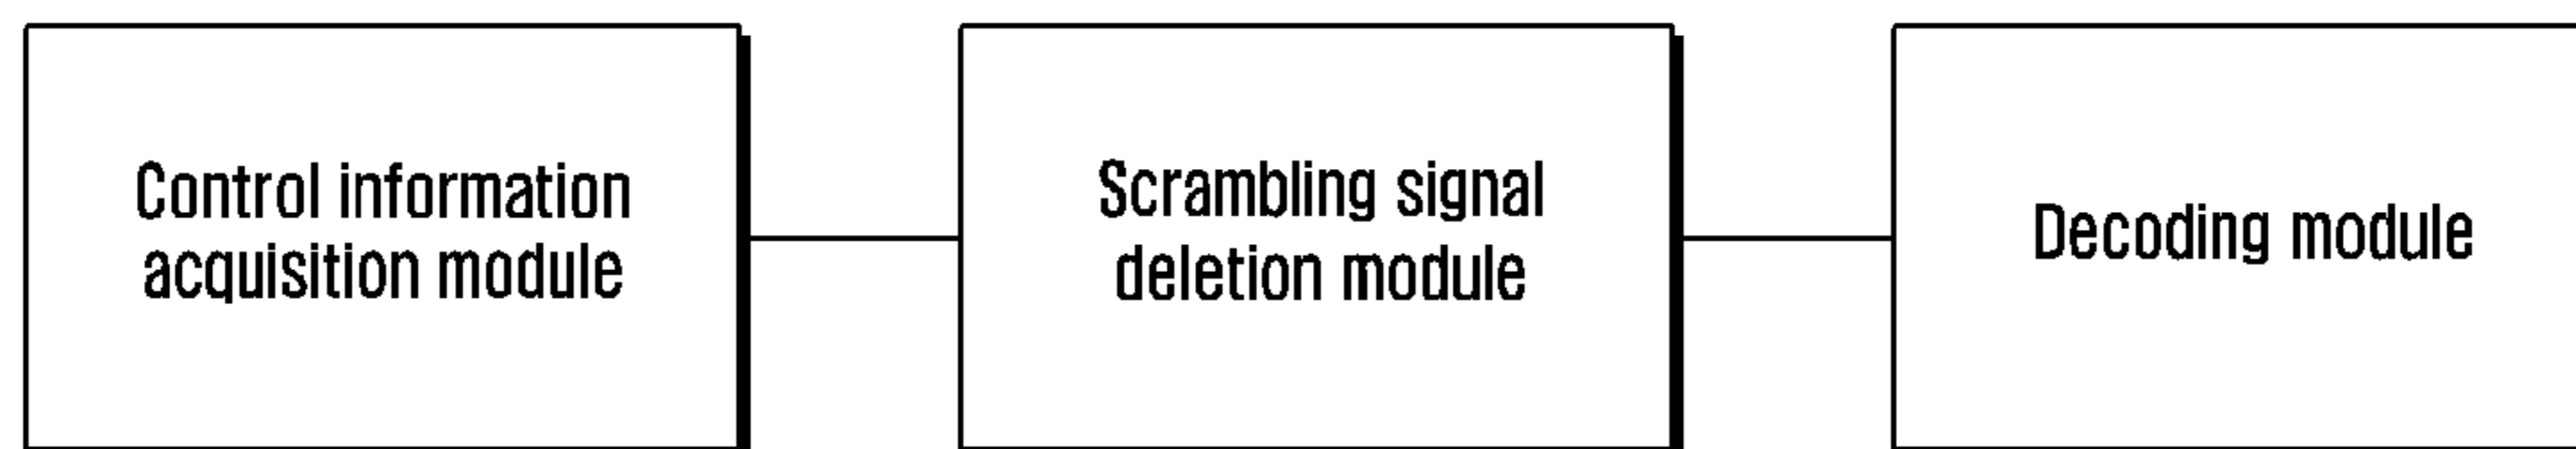 Control information
acquisition module
Scrambling signal
deletion module
Decoding module